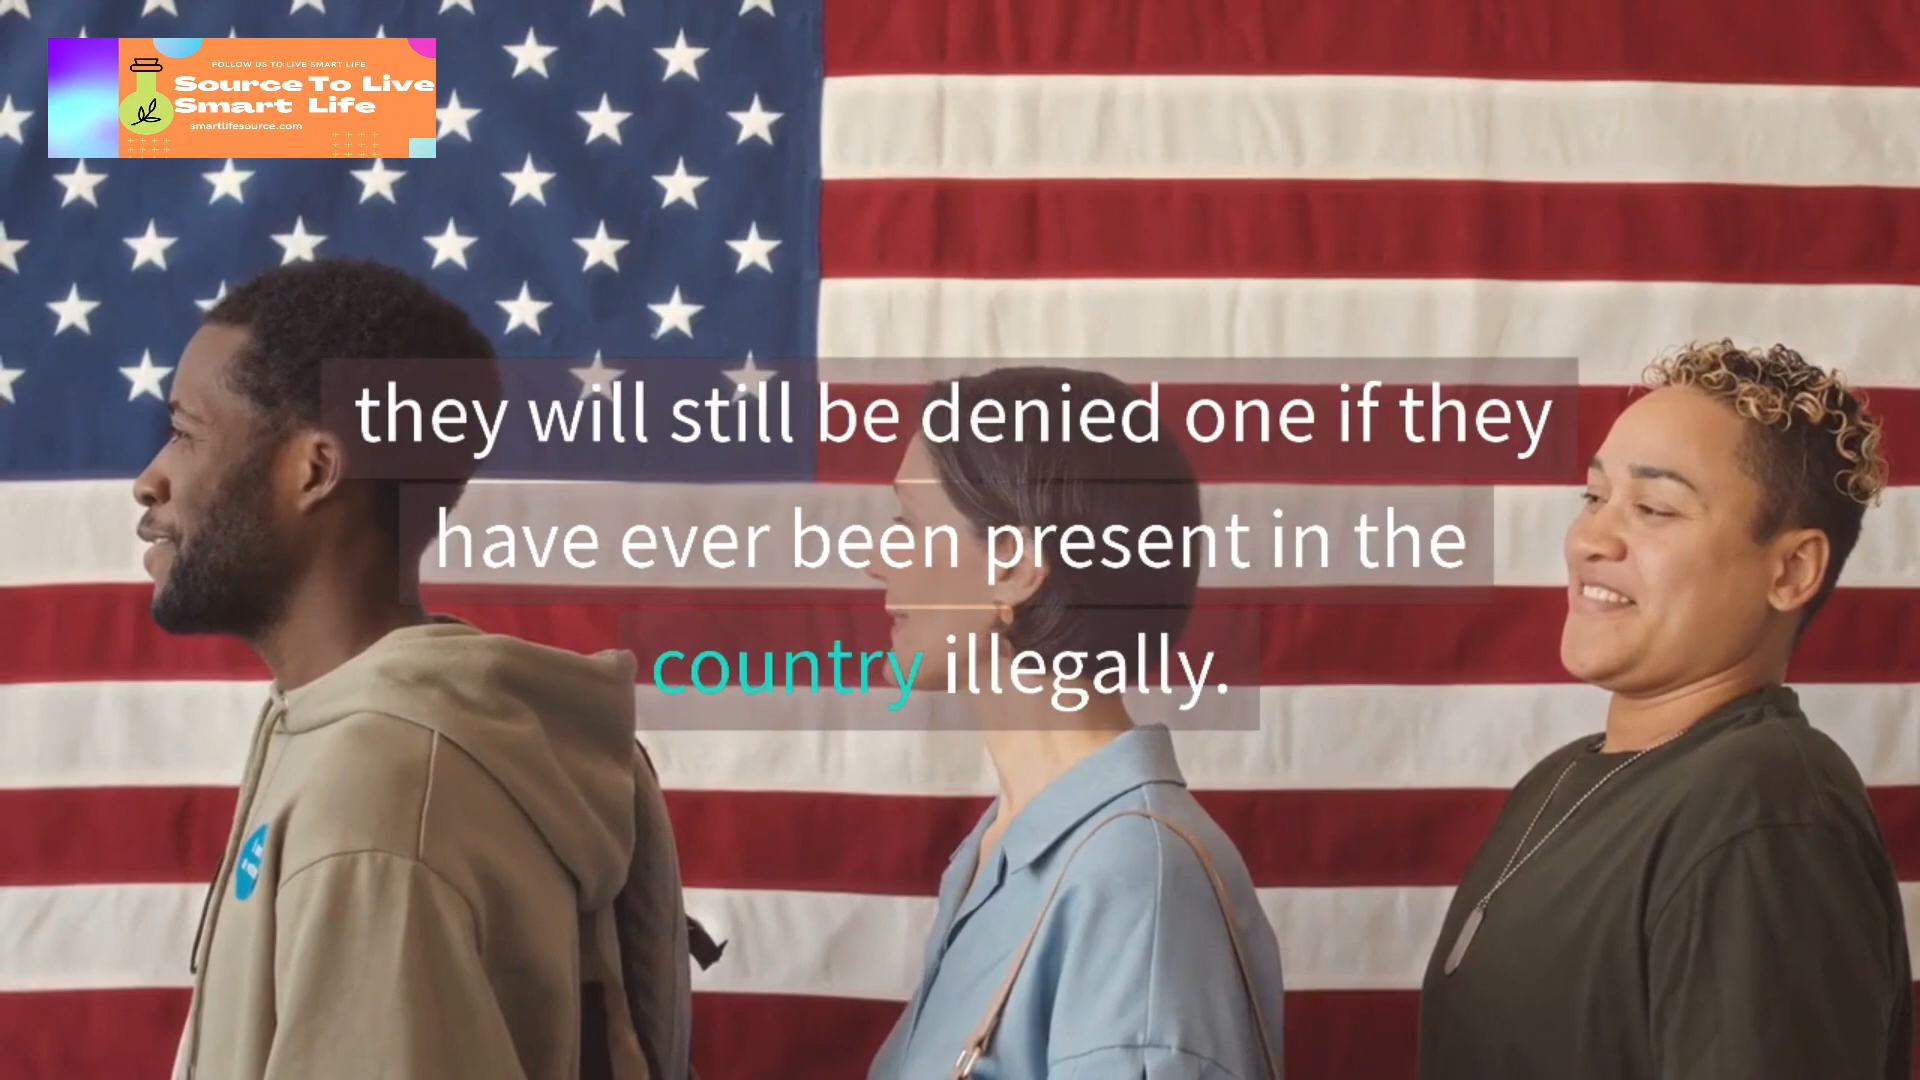 FOLLOW US TO LIVE SMART LIFE
Source To Live
Smart Life
smartlifesource.com
they will still be denied one if they
have ever been present in the
country illegally.